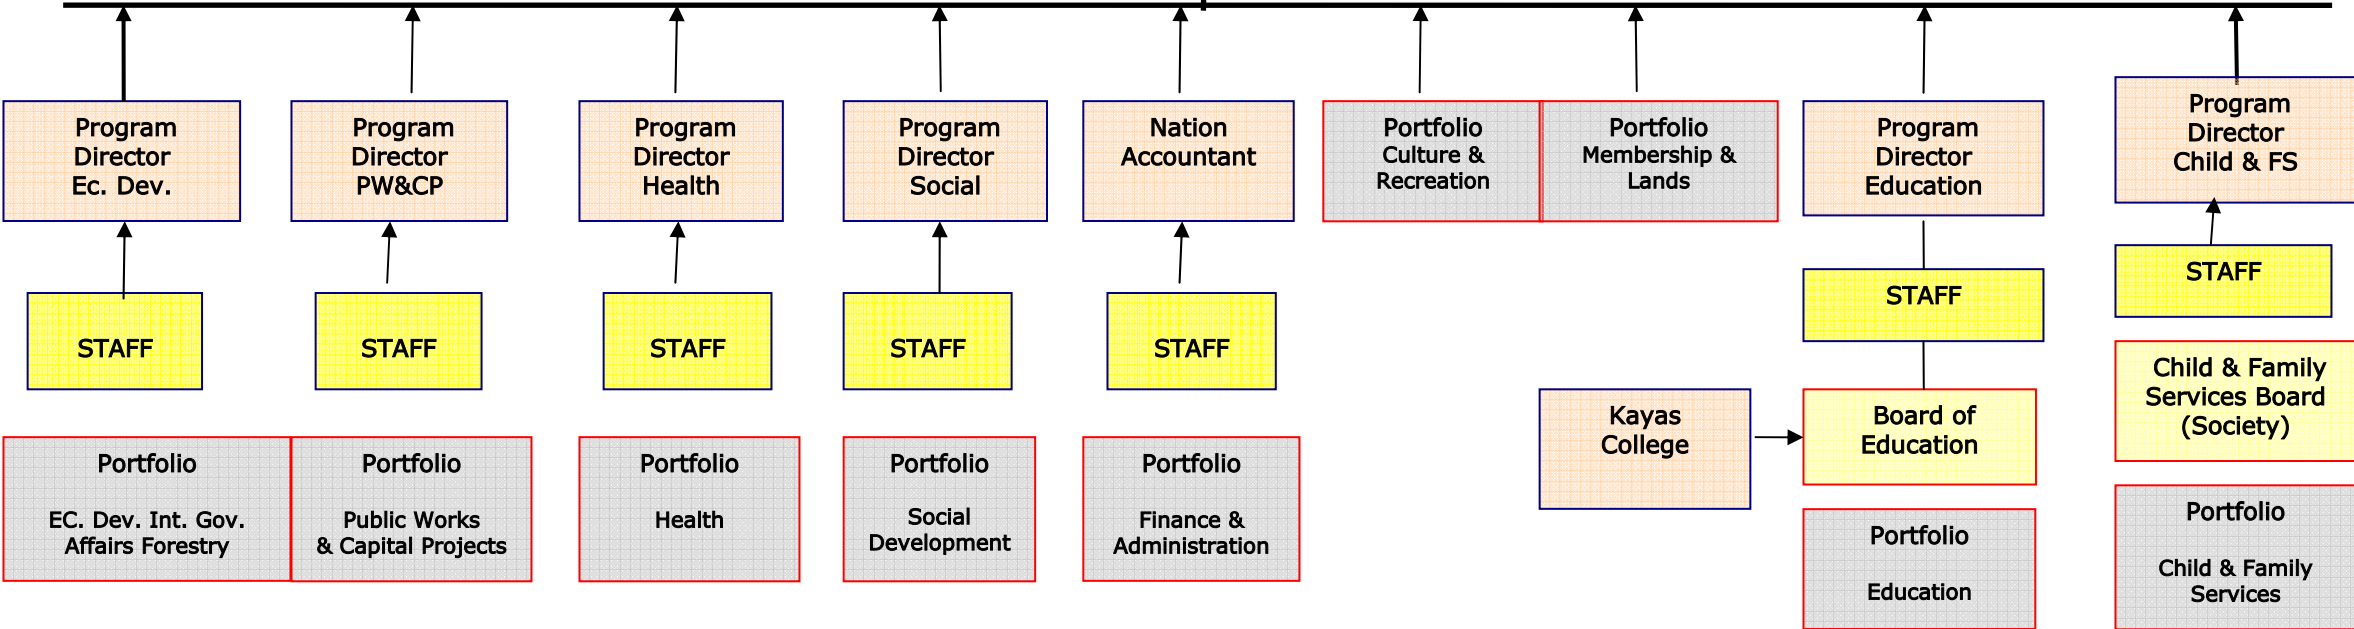 Program
Director
Ec. Dev.
Program
Director
PW&CP
Program
Director
Health
Program
Director
Social
Nation
Accountant
Portfolio
Culture &
Recreation
Portfolio
Membership &
Lands
Program
Director
Education
Program
Director
Child & FS
STAFF
STAFF
STAFF
STAFF
STAFF
STAFF
STAFF
Kayas
College
Board of
Education
Child & Family
Services Board
(Society)
Portfolio
EC. Dev. Int. Gov.
Affairs Forestry
Portfolio
Public Works
& Capital Projects
Portfolio
Health
Portfolio
Social
Development
Portfolio
Finance &
Administration
Portfolio
Education
Portfolio
Child & Family
Services